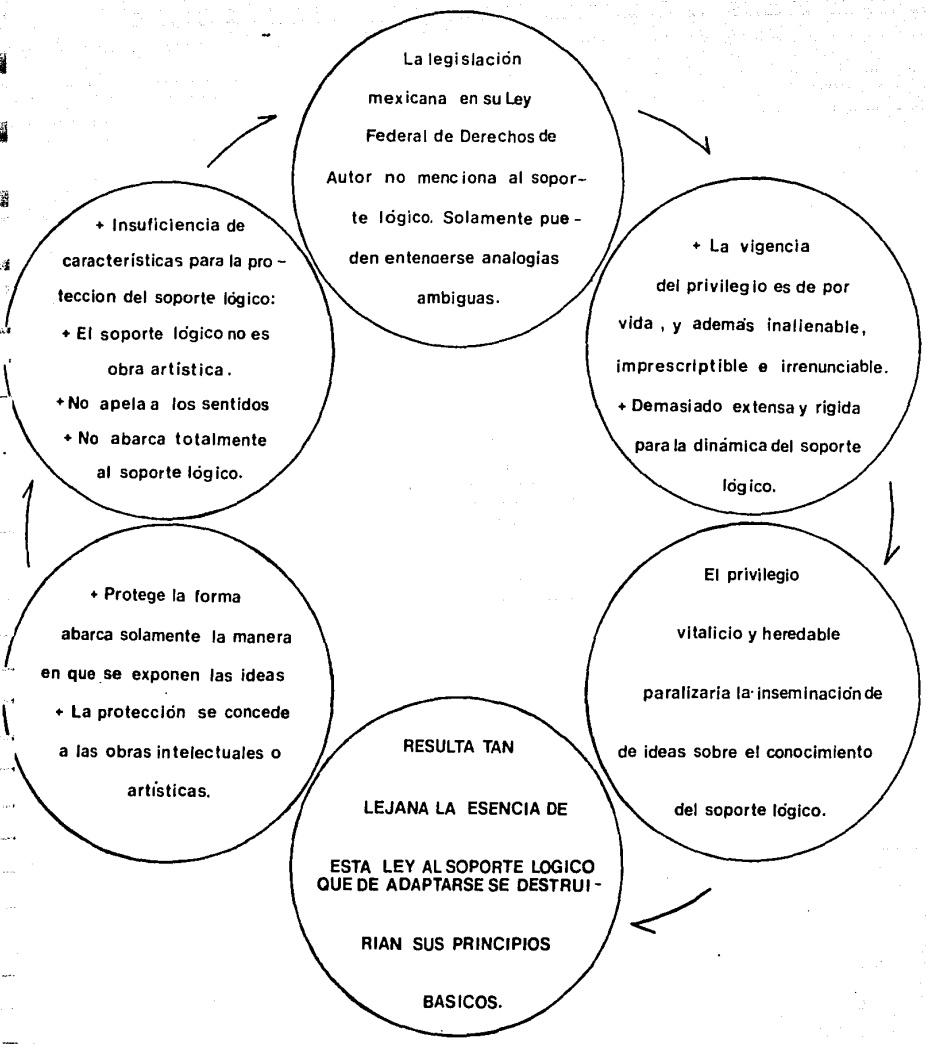 La legislación
mexicana en su Ley
Federal de Derechos de
Autor no menciona al sopor-
te lógico. Solamente pue-
den entenderse analogias
ambiguas.
+ La vigencia
del privilegio es de por
vida , y además inalienable,
imprescriptible e irrenunciable.
+ Demasiado extensa y rigida
para la dinámica del soporte
lógico.
El privilegio
vitalicio y heredable
paralizaria la inseminación de
de ideas sobre el conocimiento
del soporte lógico.
RESULTA TAN
LEJANA LA ESENCIA DE
ESTA LEY AL SOPORTE LOGICO
QUE DE ADAPTARSE SE DESTRUI-
RIAN SUS PRINCIPIOS
BASICOS.
+ Protege la forma
abarca solamente la manera
en que se exponen las ideas
+ La protección se concede
a las obras intelectuales o
artísticas.
+ Insuficiencia de
características para la pro-
teccion del soporte lógico:
+ El soporte lógico no es
obra artística.
+ No apela a los sentidos
+ No abarca totalmente
al soporte lógico.